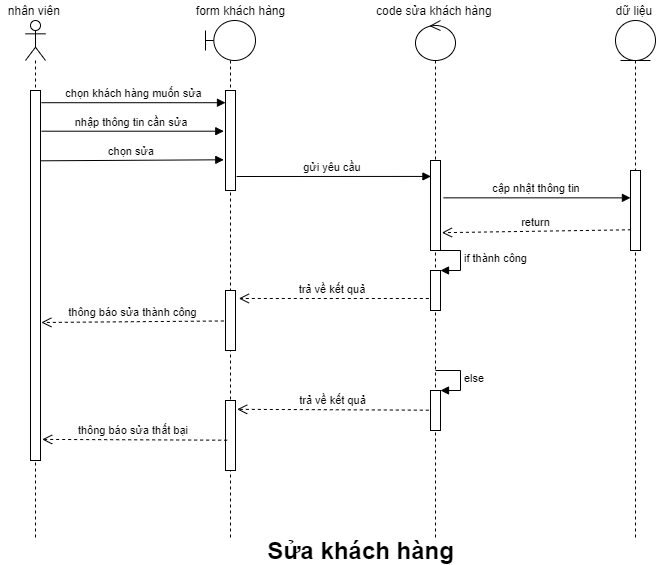 nhân viên
form khách hàng
code sửa khách hàng
dữ liệu
chọn khách hàng muốn sửa
nhập thông tin cần sửa
chọn sửa
gửi yêu cầu
cập nhật thông tin
return
if thành công
trả về kết quả
thông báo sửa thành công
else
trả về kết quả
thông báo sửa thất bại
Sửa khách hàng